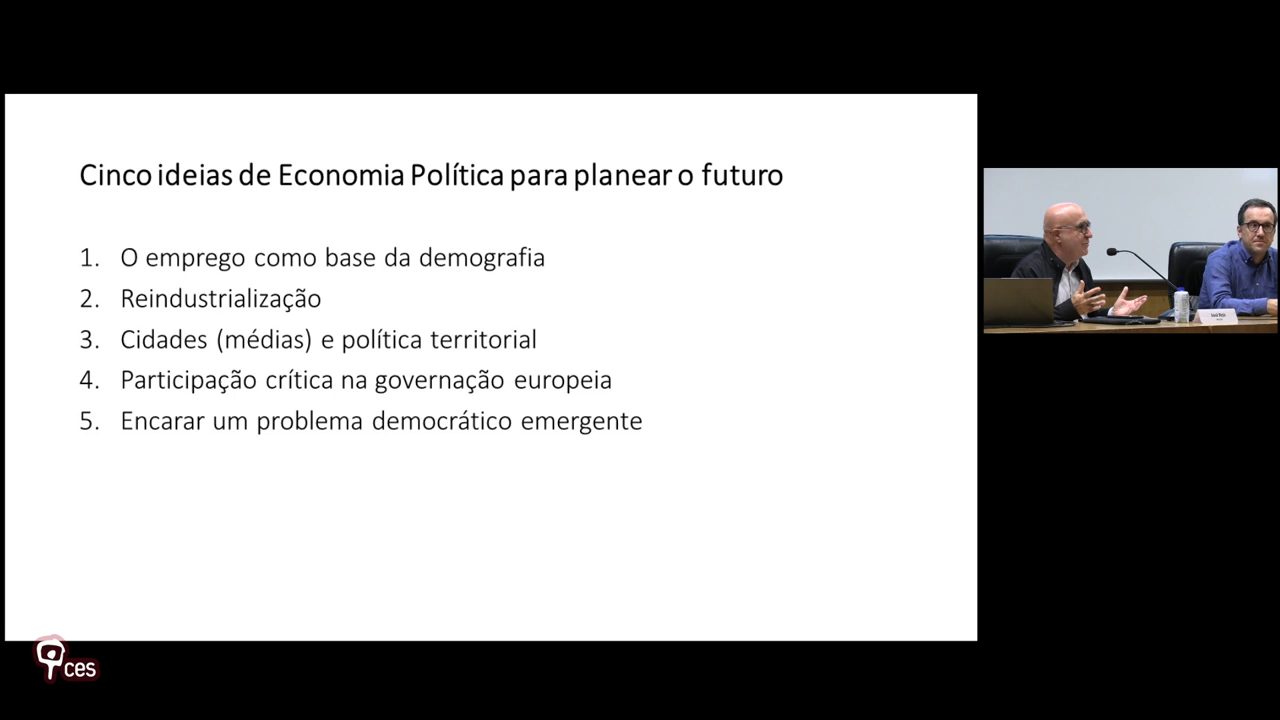 Cinco ideias de Economia Política para planear o futuro
1. O emprego como base da demografia
2. Reindustrialização
3. Cidades (médias) e política territorial
4. Participação crítica na governação europeia
5. Encarar um problema democrático emergente
ces